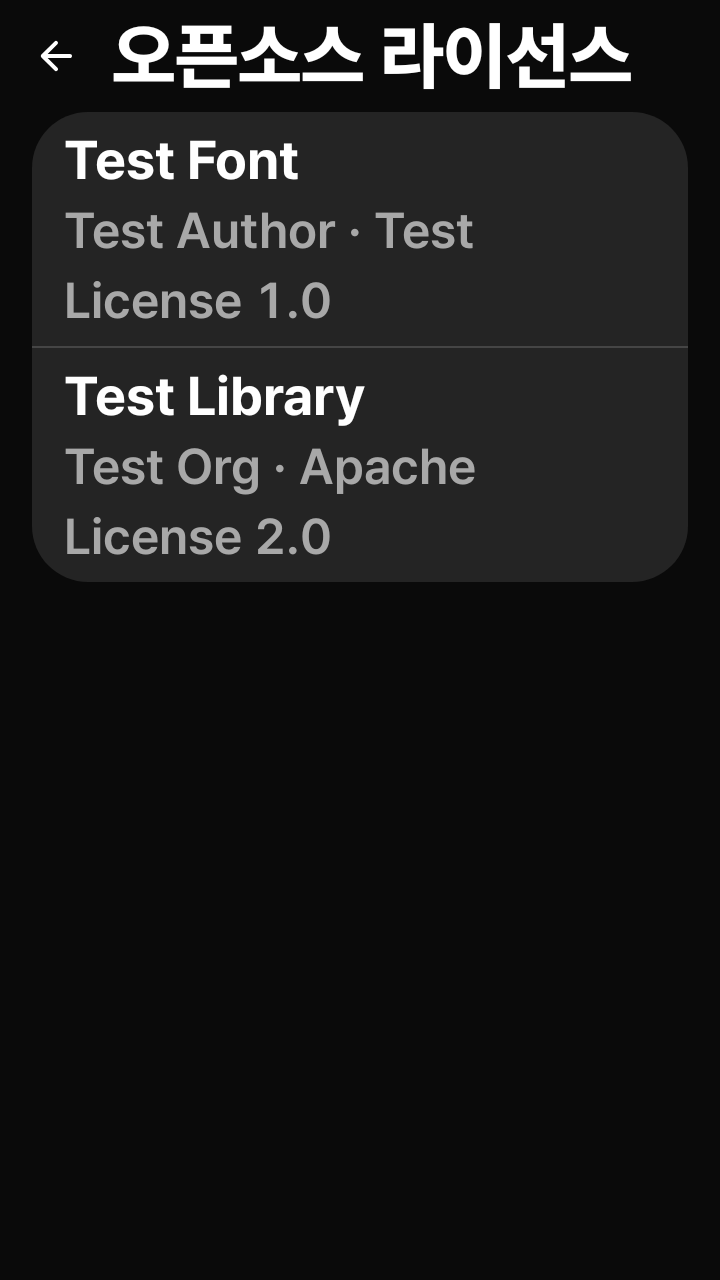 오픈소스 라이선스
Test Font
Test Author · Test
License 1.0
Test Library
Test Org · Apache
License 2.0